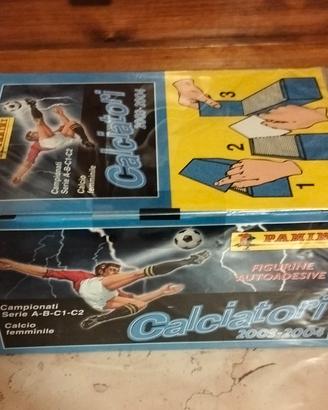 PANINI
Calciatori
2003-2004
Campionati
Serie A-B-C1-C2
Calcio
femminile
1
2
3
PANINI
FIGURINE
AUTOADESIVE
Campionati
Serie A-B-C1-C2
Calcio
femminile
Calciatori
2003-2004